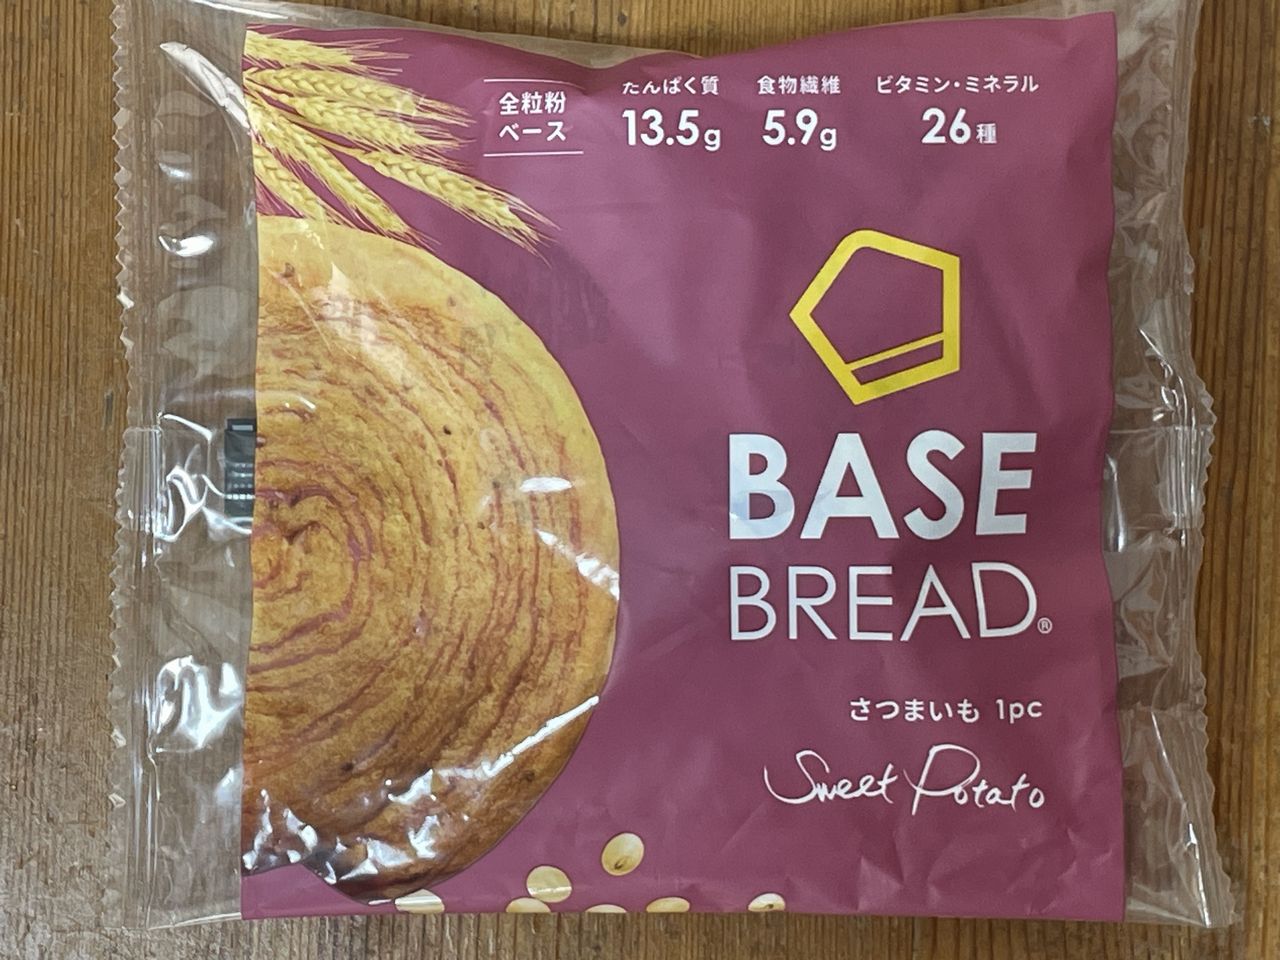 全粒粉
ベース
たんぱく質
13.5g
食物繊維
5.9g
ビタミン・ミネラル
26種
BASE
BREAD®
さつまいも 1pc
Sweet Potato